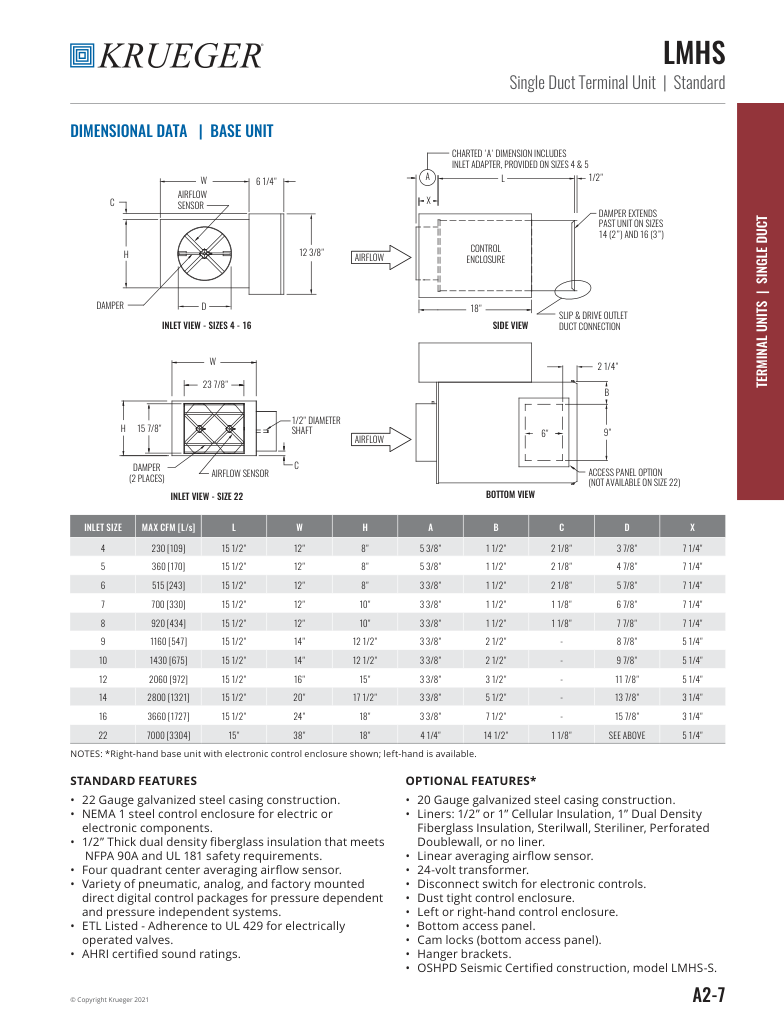 KRUEGER
LMHS
Single Duct Terminal Unit | Standard
DIMENSIONAL DATA | BASE UNIT
TERMINAL UNITS | SINGLE DUCT
W
6 1/4"
AIRFLOW
SENSOR
C
H
12 3/8"
DAMPER
D
INLET VIEW - SIZES 4 - 16
CHARTED 'A' DIMENSION INCLUDES
INLET ADAPTER, PROVIDED ON SIZES 4 & 5
A
L
1/2"
X
DAMPER EXTENDS
PAST UNIT ON SIZES
14 (2") AND 16 (3")
CONTROL
ENCLOSURE
AIRFLOW
18"
SLIP & DRIVE OUTLET
DUCT CONNECTION
SIDE VIEW
W
23 7/8"
H
15 7/8"
1/2" DIAMETER
SHAFT
C
DAMPER
(2 PLACES)
AIRFLOW SENSOR
INLET VIEW - SIZE 22
2 1/4"
B
6"
9"
AIRFLOW
ACCESS PANEL OPTION
(NOT AVAILABLE ON SIZE 22)
BOTTOM VIEW
INLET SIZE MAX CFM [L/s] L W H A B C D X
4 230 [109] 15 1/2" 12" 8" 5 3/8" 1 1/2" 2 1/8" 3 7/8" 7 1/4"
5 360 [170] 15 1/2" 12" 8" 5 3/8" 1 1/2" 2 1/8" 4 7/8" 7 1/4"
6 515 [243] 15 1/2" 12" 8" 3 3/8" 1 1/2" 2 1/8" 5 7/8" 7 1/4"
7 700 [330] 15 1/2" 12" 10" 3 3/8" 1 1/2" 1 1/8" 6 7/8" 7 1/4"
8 920 [434] 15 1/2" 12" 10" 3 3/8" 1 1/2" 1 1/8" 7 7/8" 7 1/4"
9 1160 [547] 15 1/2" 14" 12 1/2" 3 3/8" 2 1/2" - 8 7/8" 5 1/4"
10 1430 [675] 15 1/2" 14" 12 1/2" 3 3/8" 2 1/2" - 9 7/8" 5 1/4"
12 2060 [972] 15 1/2" 16" 15" 3 3/8" 3 1/2" - 11 7/8" 5 1/4"
14 2800 [1321] 15 1/2" 20" 17 1/2" 3 3/8" 5 1/2" - 13 7/8" 3 1/4"
16 3660 [1727] 15 1/2" 24" 18" 3 3/8" 7 1/2" - 15 7/8" 3 1/4"
22 7000 [3304] 15" 38" 18" 4 1/4" 14 1/2" 1 1/8" SEE ABOVE 5 1/4"
NOTES: *Right-hand base unit with electronic control enclosure shown; left-hand is available.
STANDARD FEATURES
• 22 Gauge galvanized steel casing construction.
• NEMA 1 steel control enclosure for electric or
electronic components.
• 1/2” Thick dual density fiberglass insulation that meets
NFPA 90A and UL 181 safety requirements.
• Four quadrant center averaging airflow sensor.
• Variety of pneumatic, analog, and factory mounted
direct digital control packages for pressure dependent
and pressure independent systems.
• ETL Listed - Adherence to UL 429 for electrically
operated valves.
• AHRI certified sound ratings.
OPTIONAL FEATURES*
• 20 Gauge galvanized steel casing construction.
• Liners: 1/2” or 1” Cellular Insulation, 1” Dual Density
Fiberglass Insulation, Sterilwall, Steriliner, Perforated
Doublewall, or no liner.
• Linear averaging airflow sensor.
• 24-volt transformer.
• Disconnect switch for electronic controls.
• Dust tight control enclosure.
• Left or right-hand control enclosure.
• Bottom access panel.
• Cam locks (bottom access panel).
• Hanger brackets.
• OSHPD Seismic Certified construction, model LMHS-S.
© Copyright Krueger 2021
A2-7